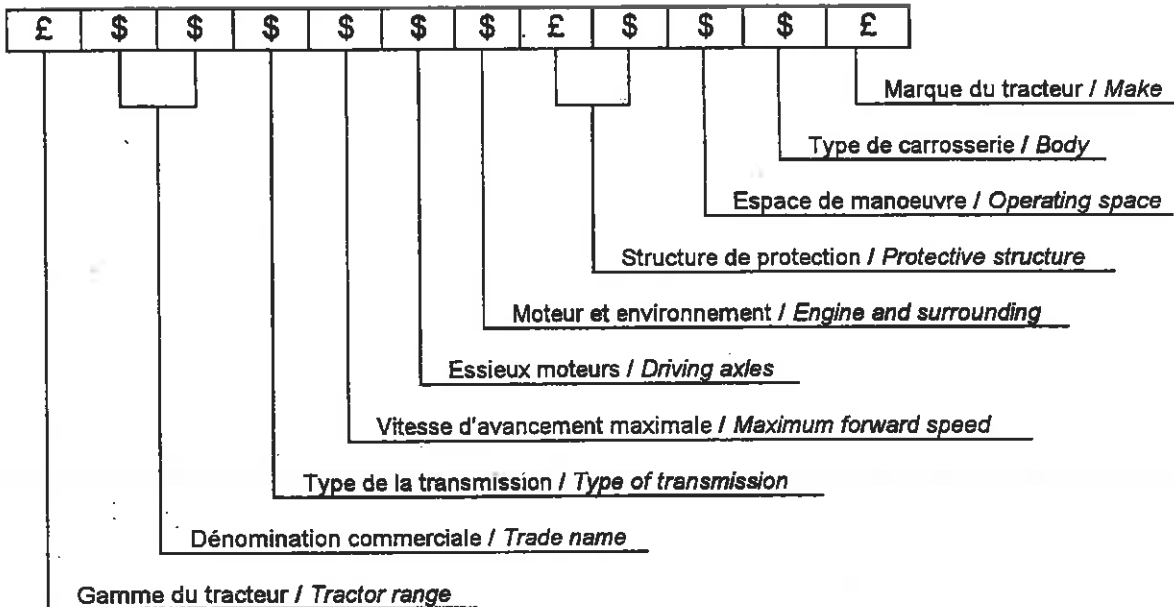 £ $ $ $ $ $ $ £ $ $ $ £
Marque du tracteur / Make
Type de carrosserie / Body
Espace de manoeuvre / Operating space
Structure de protection / Protective structure
Moteur et environnement / Engine and surrounding
Essieux moteurs / Driving axles
Vitesse d'avancement maximale / Maximum forward speed
Type de la transmission / Type of transmission
Dénomination commerciale / Trade name
Gamme du tracteur / Tractor range